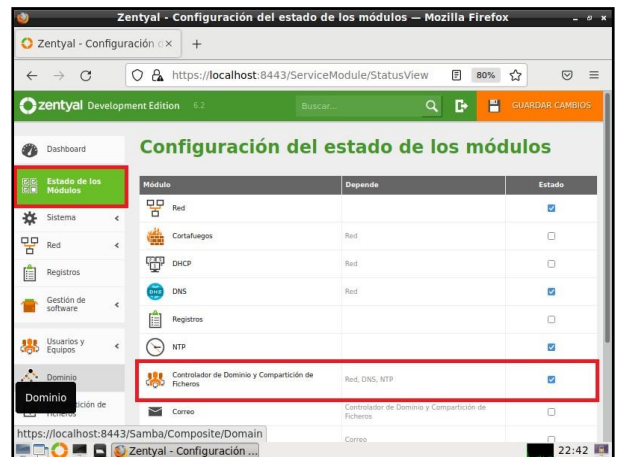 Zentyal - Configuración del estado de los módulos — Mozilla Firefox
Zentyal - Configuración
https://localhost:8443/ServiceModule/StatusView
80%
zentyal Development Edition 6.2
Buscar...
GUARDAR CAMBIOS
Dashboard
Estado de los
Módulos
Sistema
Red
Registros
Gestión de
software
Usuarios y
Equipos
Dominio
Dominio
Ficheros
Configuración del estado de los módulos
Módulo Depende Estado
Red
Cortafuegos Red
DHCP Red
DNS Red
Registros
NTP
Controlador de Dominio y Compartición de
Ficheros
Red, DNS, NTP
Correo
Controlador de Dominio y Compartición de
Ficheros
Correo
https://localhost:8443/Samba/Composite/Domain
Zentyal - Configuración ...
22:42